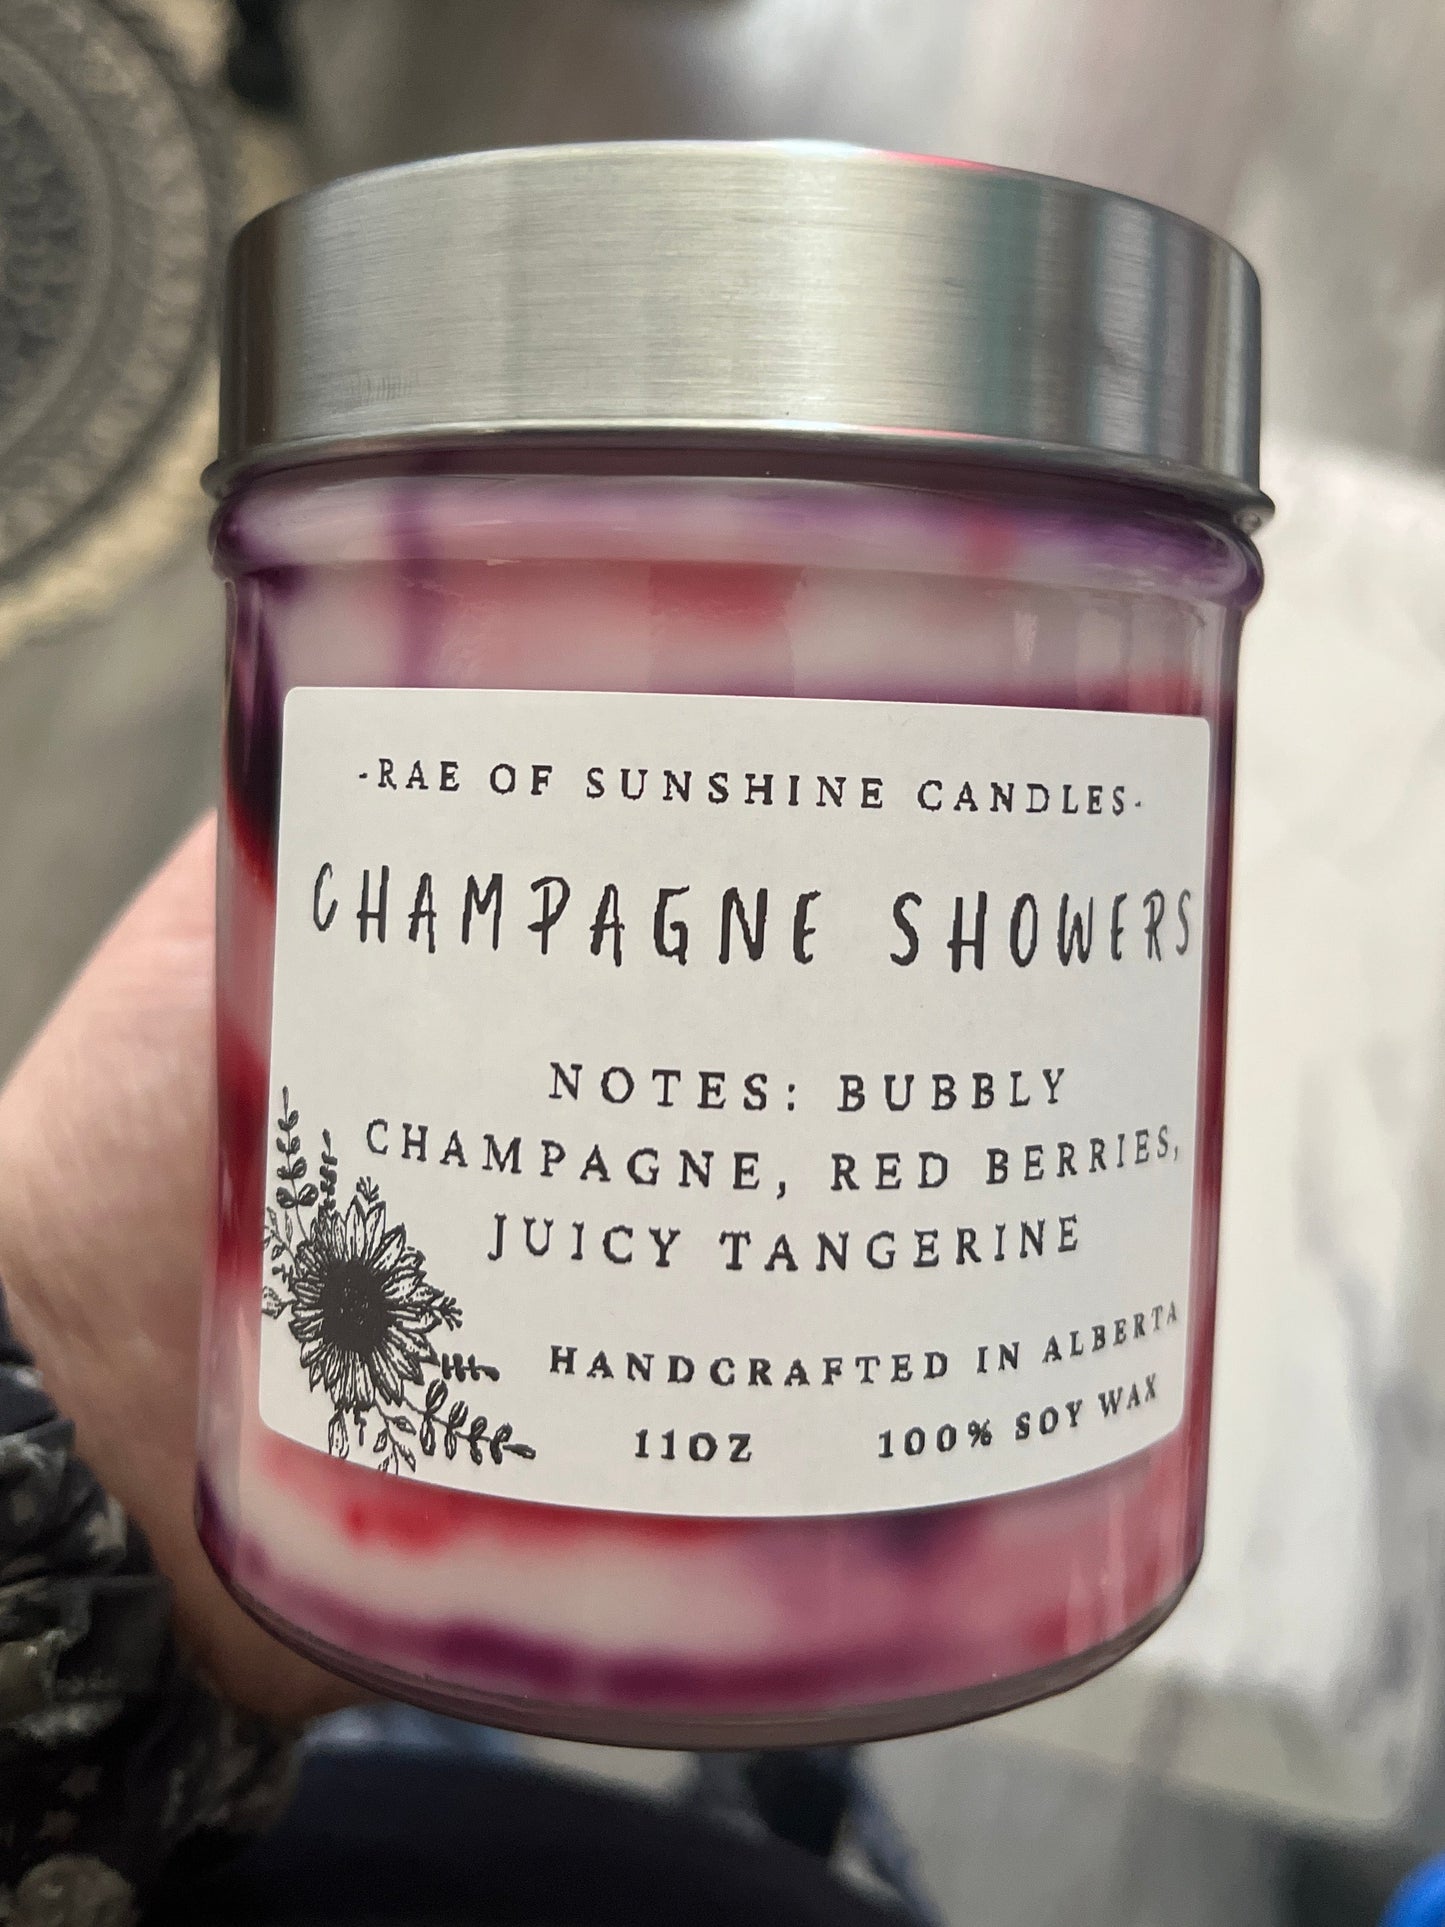 -RAE OF SUNSHINE CANDLES-
CHAMPAGNE SHOWERS
NOTES: BUBBLY
CHAMPAGNE, RED BERRIES,
JUICY TANGERINE
HANDCRAFTED IN ALBERTA
11OZ 100% SOY WAX